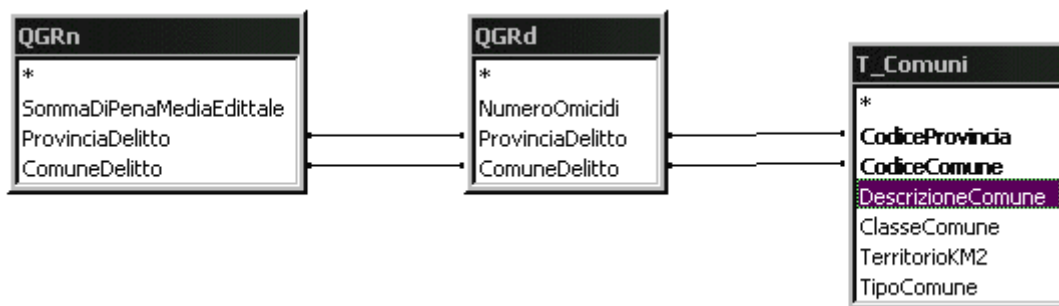 QGRn
*
SommaDiPenaMediaEdittale
ProvinciaDelitto
ComuneDelitto
QGRd
*
NumeroOmicidi
ProvinciaDelitto
ComuneDelitto
T_Comuni
*
CodiceProvincia
CodiceComune
DescrizioneComune
ClasseComune
TerritorioKM2
TipoComune